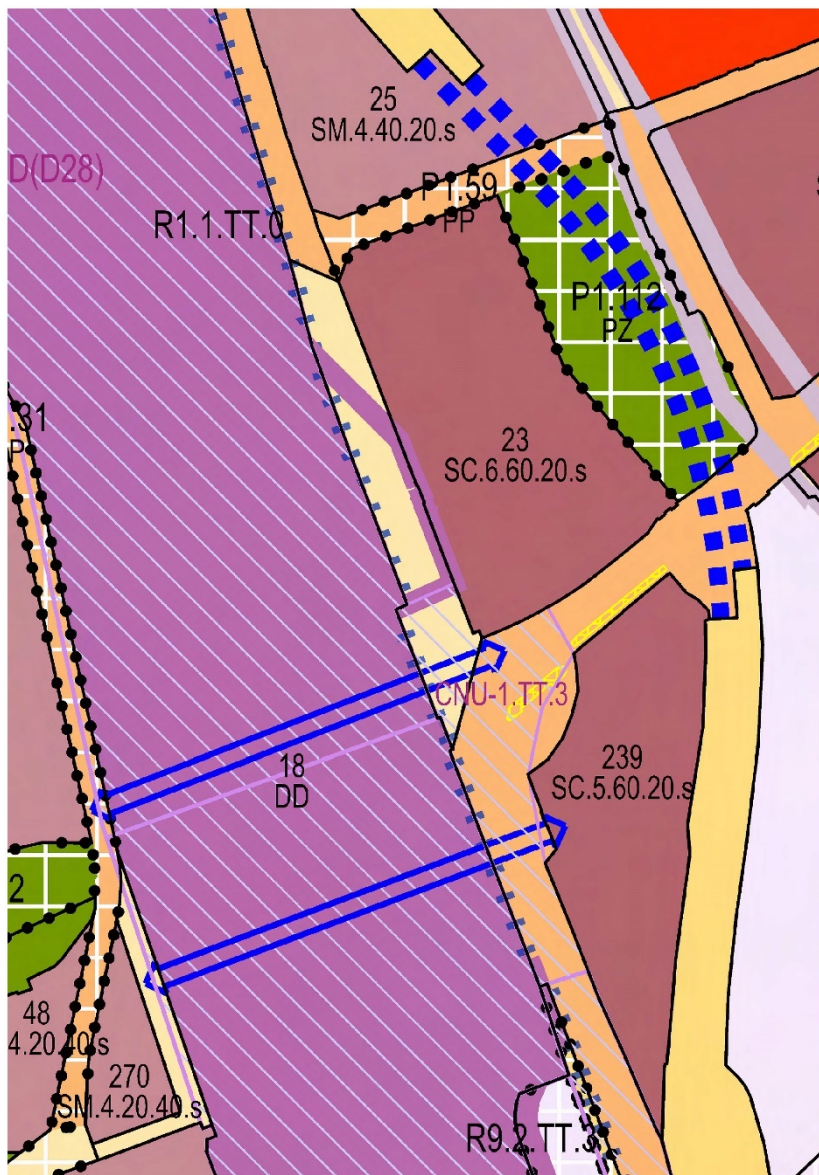 25
SM.4.40.20.s
D(D28)
P1.59
PP
R1.1.TT.0
P1.112
PZ
.31
P
23
SC.6.60.20.s
CNU-1.TT.3
18
DD
239
SC.5.60.20.s
2
48
4.20.40.s
270
SM.4.20.40.s
R9.2.TT.3